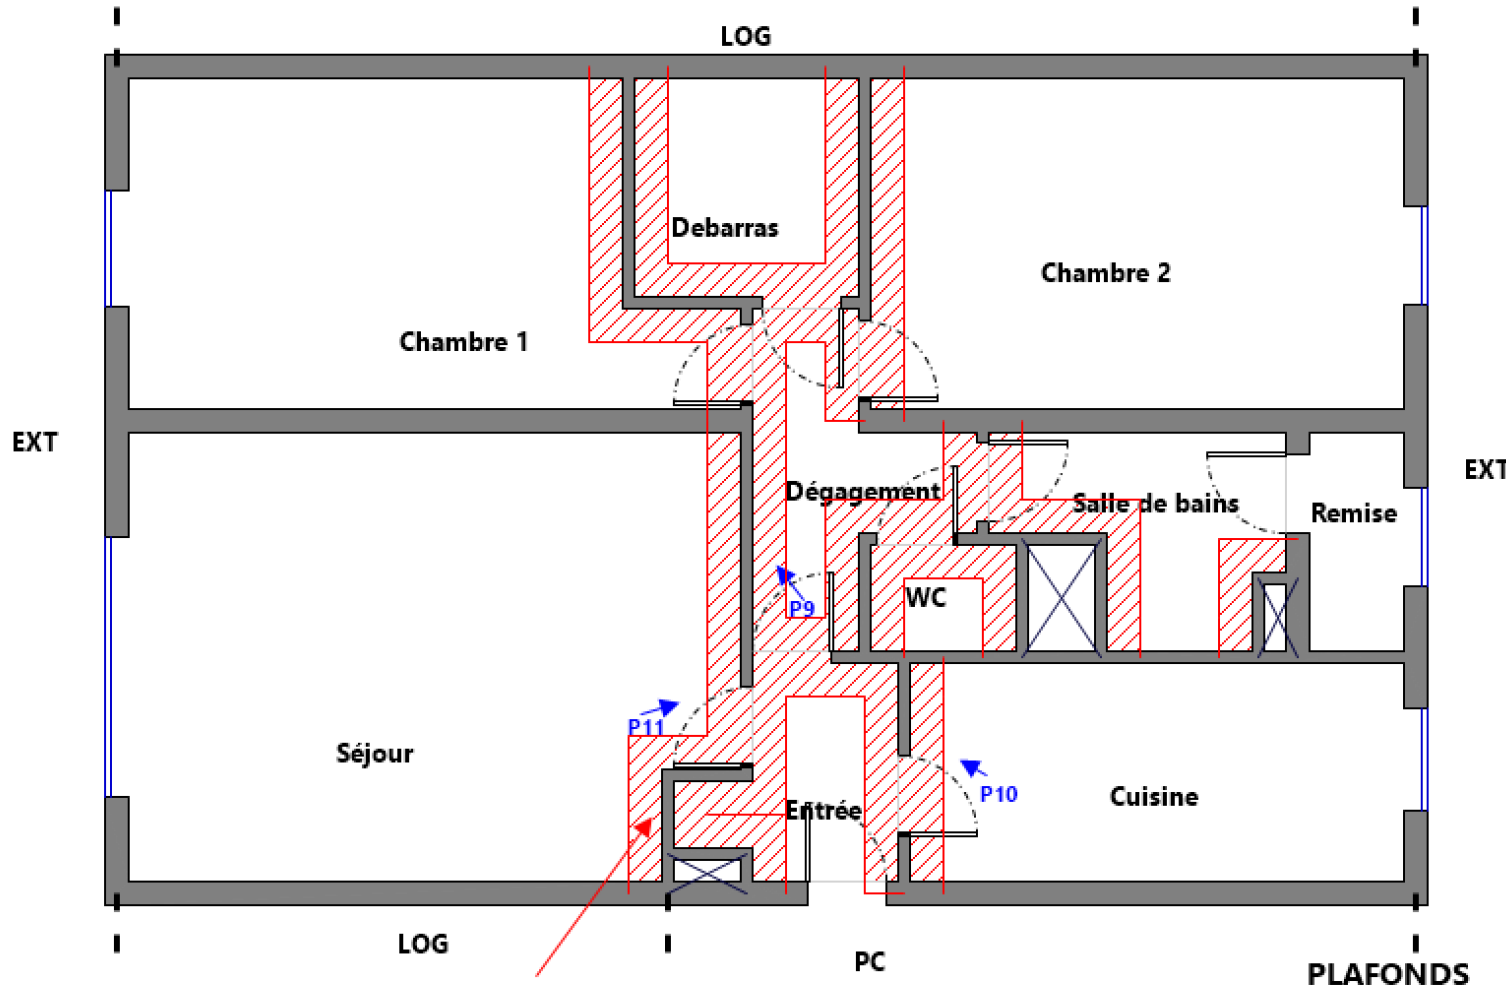 LOG
Debarras
Chambre 2
Chambre 1
EXT
EXT
Dégagement
Salle de bains
Remise
WC
P9
P11
Séjour
P10
Entrée
Cuisine
LOG
PC
PLAFONDS